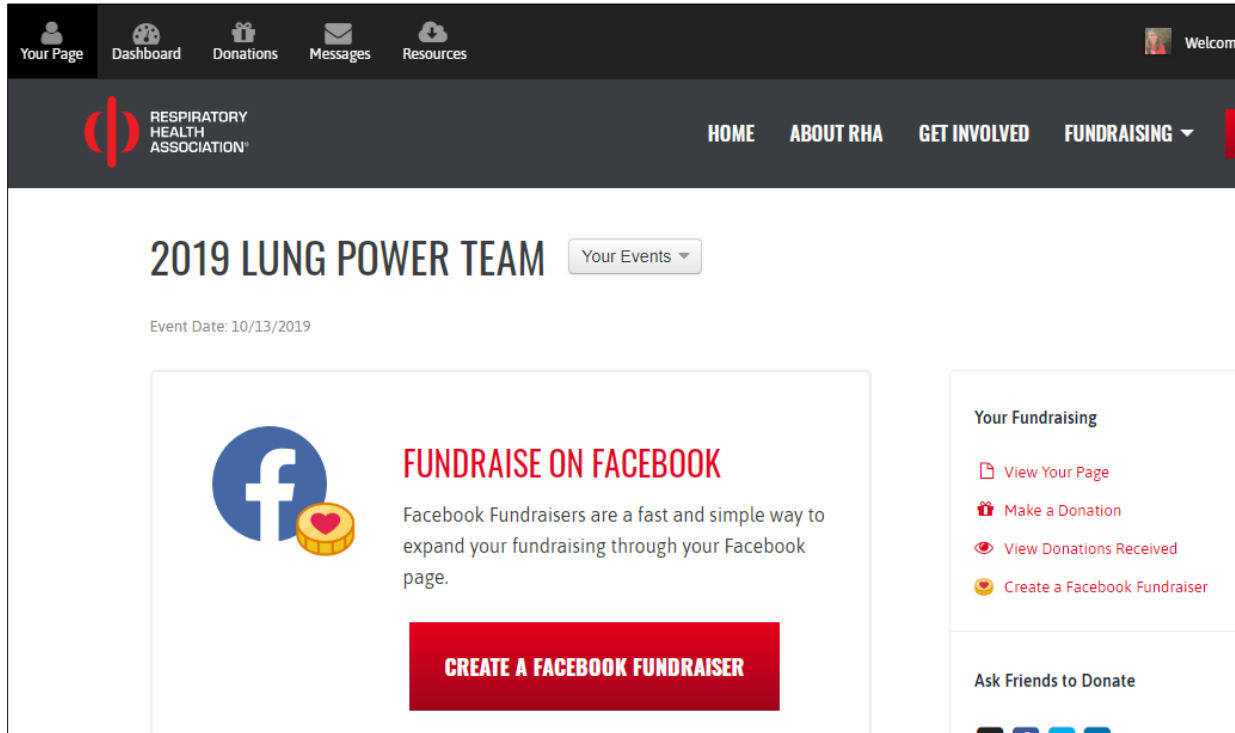 Your Page Dashboard Donations Messages Resources Welcom
RESPIRATORY
HEALTH
ASSOCIATION®
HOME ABOUT RHA GET INVOLVED FUNDRAISING
2019 LUNG POWER TEAM Your Events
Event Date: 10/13/2019
FUNDRAISE ON FACEBOOK
Facebook Fundraisers are a fast and simple way to
expand your fundraising through your Facebook
page.
CREATE A FACEBOOK FUNDRAISER
Your Fundraising
View Your Page
Make a Donation
View Donations Received
Create a Facebook Fundraiser
Ask Friends to Donate